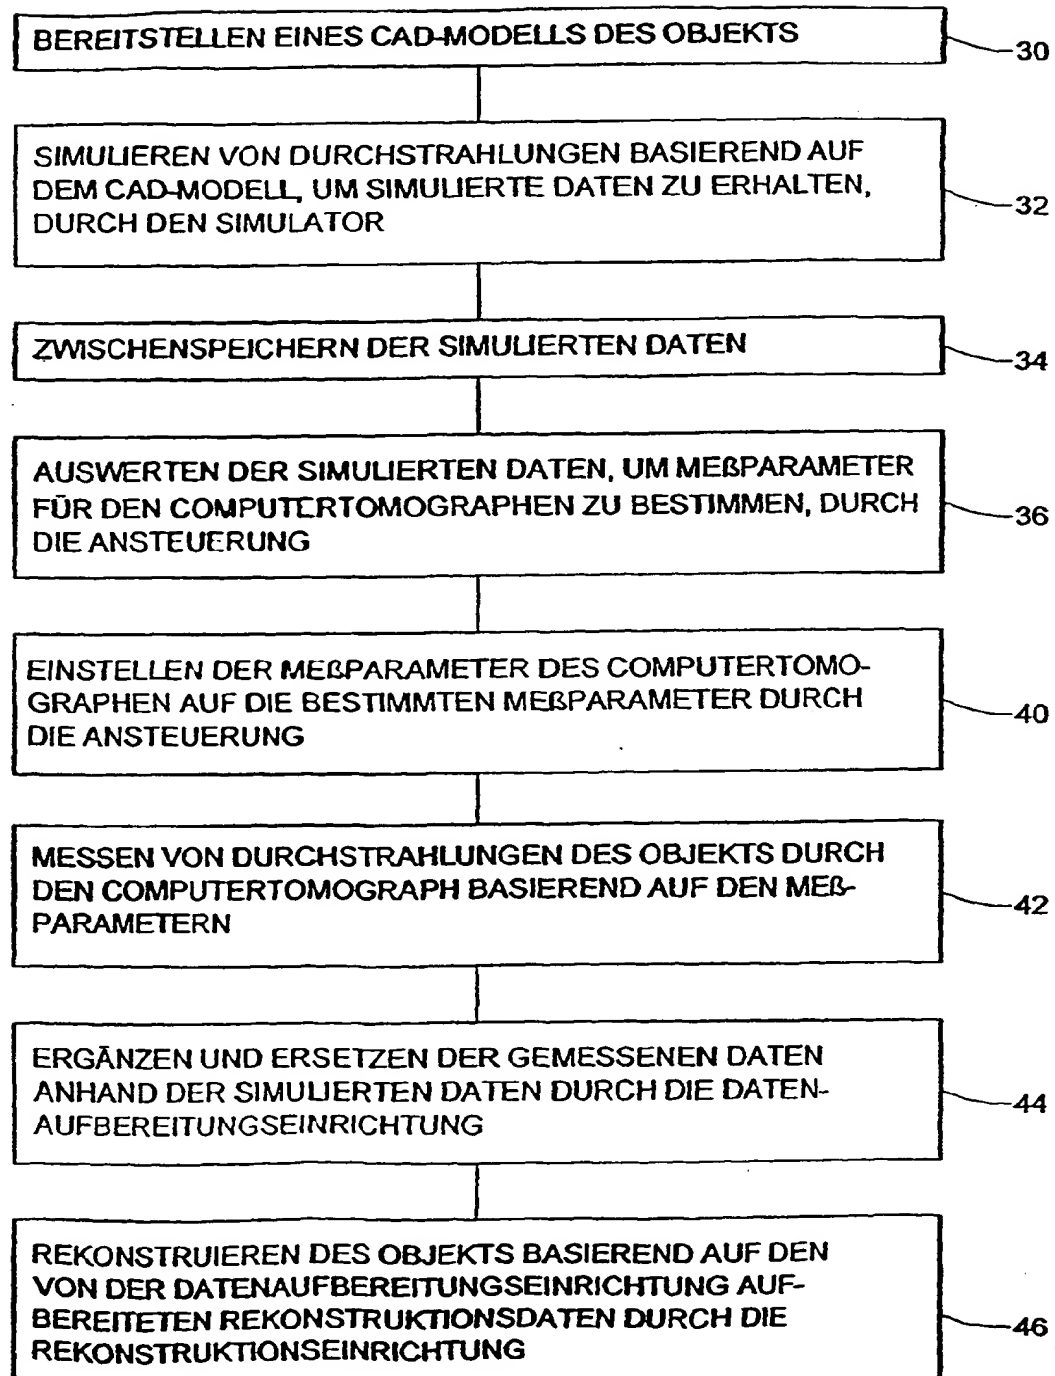 BEREITSTELLEN EINES CAD-MODELLS DES OBJEKTS
30
SIMULIEREN VON DURCHSTRAHLUNGEN BASIEREND AUF
DEM CAD-MODELL, UM SIMULIERTE DATEN ZU ERHALTEN,
DURCH DEN SIMULATOR
32
ZWISCHENSPEICHERN DER SIMULIERTEN DATEN
34
AUSWERTEN DER SIMULIERTEN DATEN, UM MEßPARAMETER
FÜR DEN COMPUTERTOMOGRAPHEN ZU BESTIMMEN, DURCH
DIE ANSTEUERUNG
36
EINSTELLEN DER MEßPARAMETER DES COMPUTERTOMO-
GRAPHEN AUF DIE BESTIMMTEN MEßPARAMETER DURCH
DIE ANSTEUERUNG
40
MESSEN VON DURCHSTRAHLUNGEN DES OBJEKTS DURCH
DEN COMPUTERTOMOGRAPH BASIEREND AUF DEN MEß-
PARAMETERN
42
ERGÄNZEN UND ERSETZEN DER GEMESSENEN DATEN
ANHAND DER SIMULIERTEN DATEN DURCH DIE DATEN-
AUFBEREITUNGSEINRICHTUNG
44
REKONSTRUIEREN DES OBJEKTS BASIEREND AUF DEN
VON DER DATENAUFBEREITUNGSEINRICHTUNG AUF-
BEREITETEN REKONSTRUKTIONSDATEN DURCH DIE
REKONSTRUKTIONSEINRICHTUNG
46